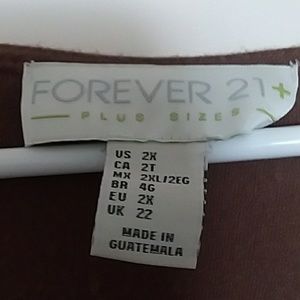 FOREVER 21+
PLUS SIZES
US 2X
CA 2T
MX 2XL/2EG
BR 4G
EU 2X
UK 22
MADE IN
GUATEMALA